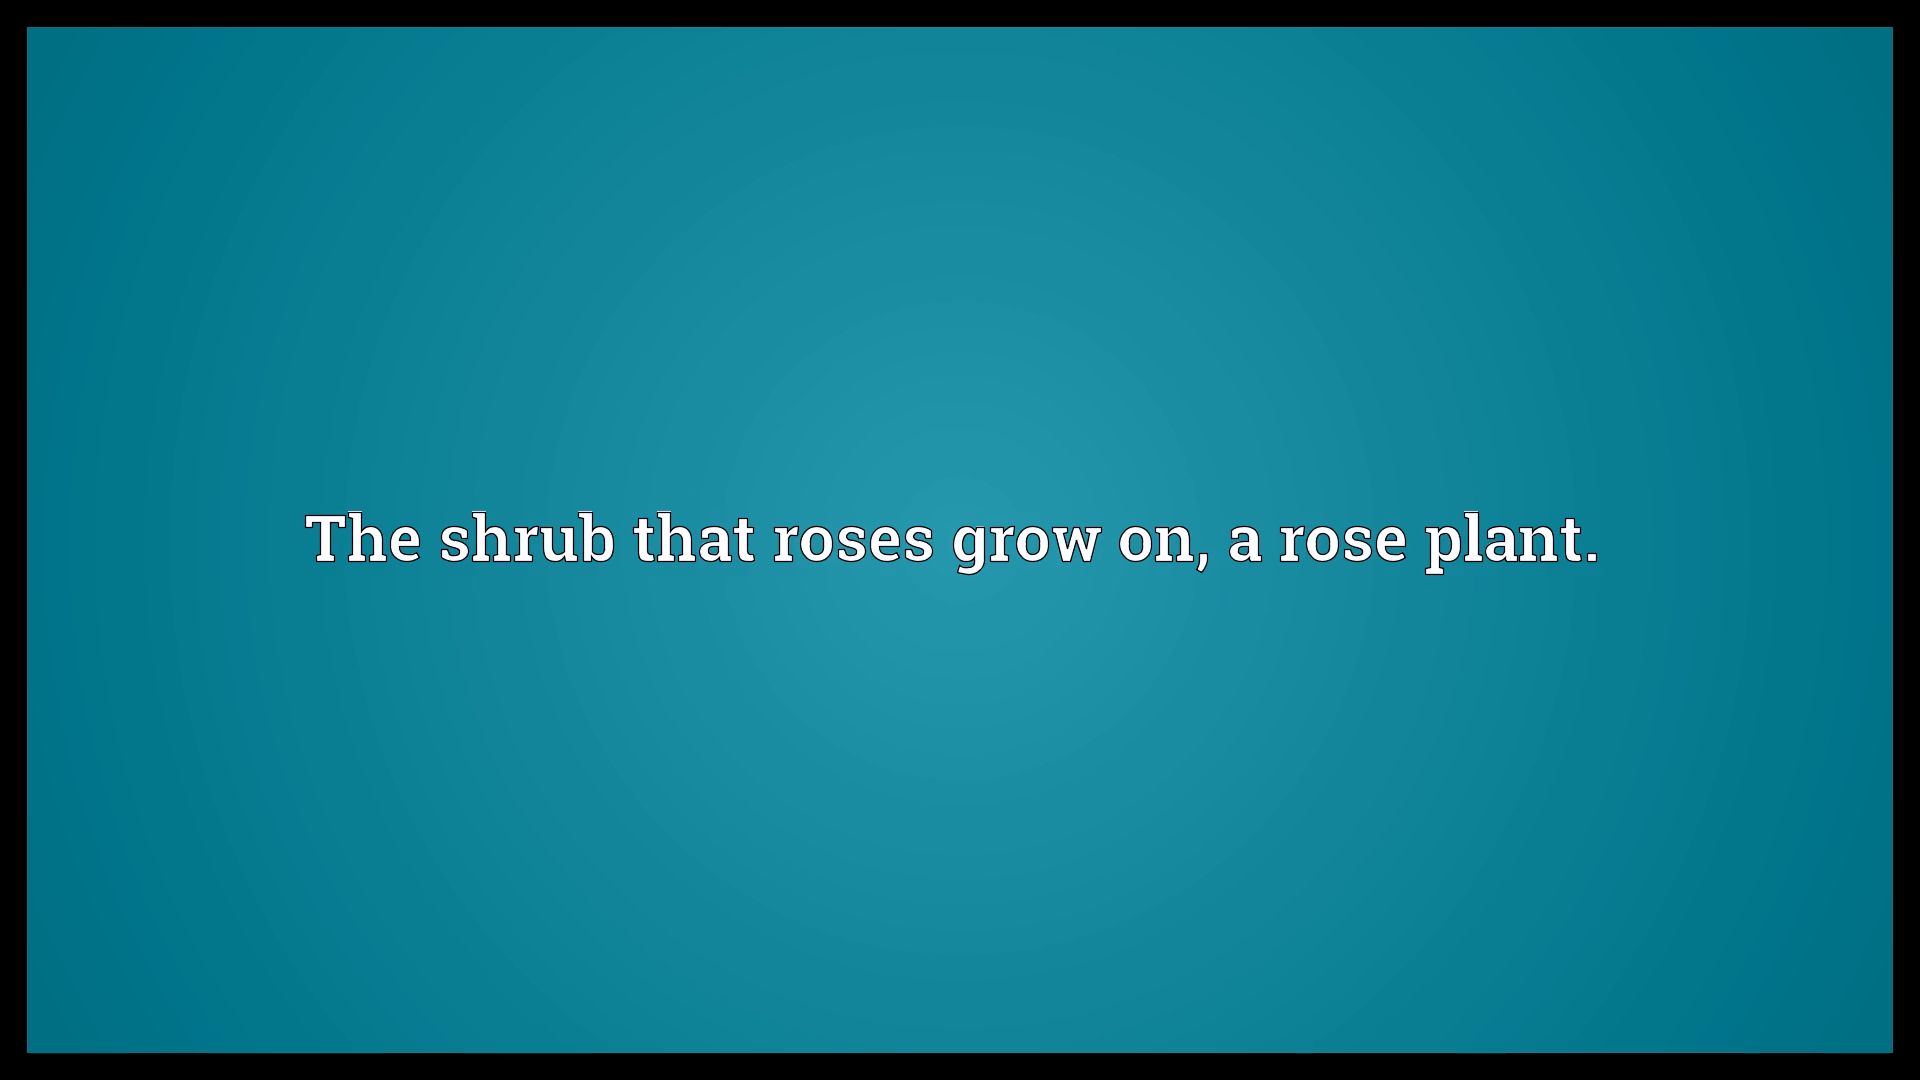 The shrub that roses grow on, a rose plant.